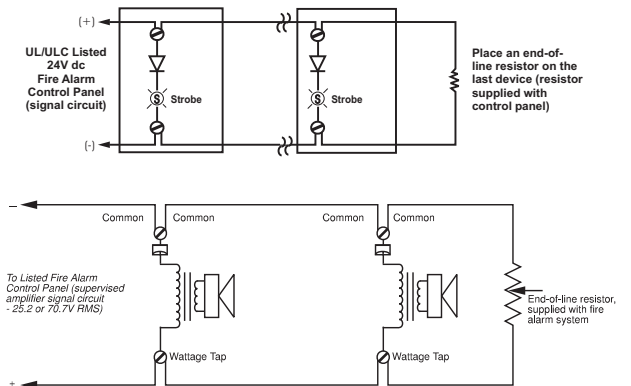 (+)
UL/ULC Listed
24V dc
Fire Alarm
Control Panel
(signal circuit)
(-)
S
Strobe
S
Strobe
Place an end-of-
line resistor on the
last device (resistor
supplied with
control panel)
–
Common
Common
Common
Common
To Listed Fire Alarm
Control Panel (supervised
amplifier signal circuit
- 25.2 or 70.7V RMS)
End-of-line resistor,
supplied with fire
alarm system
Wattage Tap
Wattage Tap
+